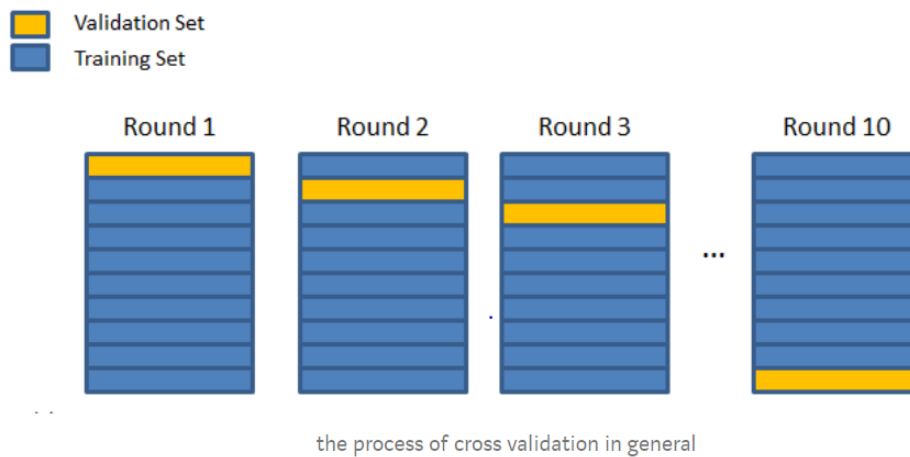 Validation Set
Training Set
Round 1
Round 2
Round 3
Round 10
...
the process of cross validation in general